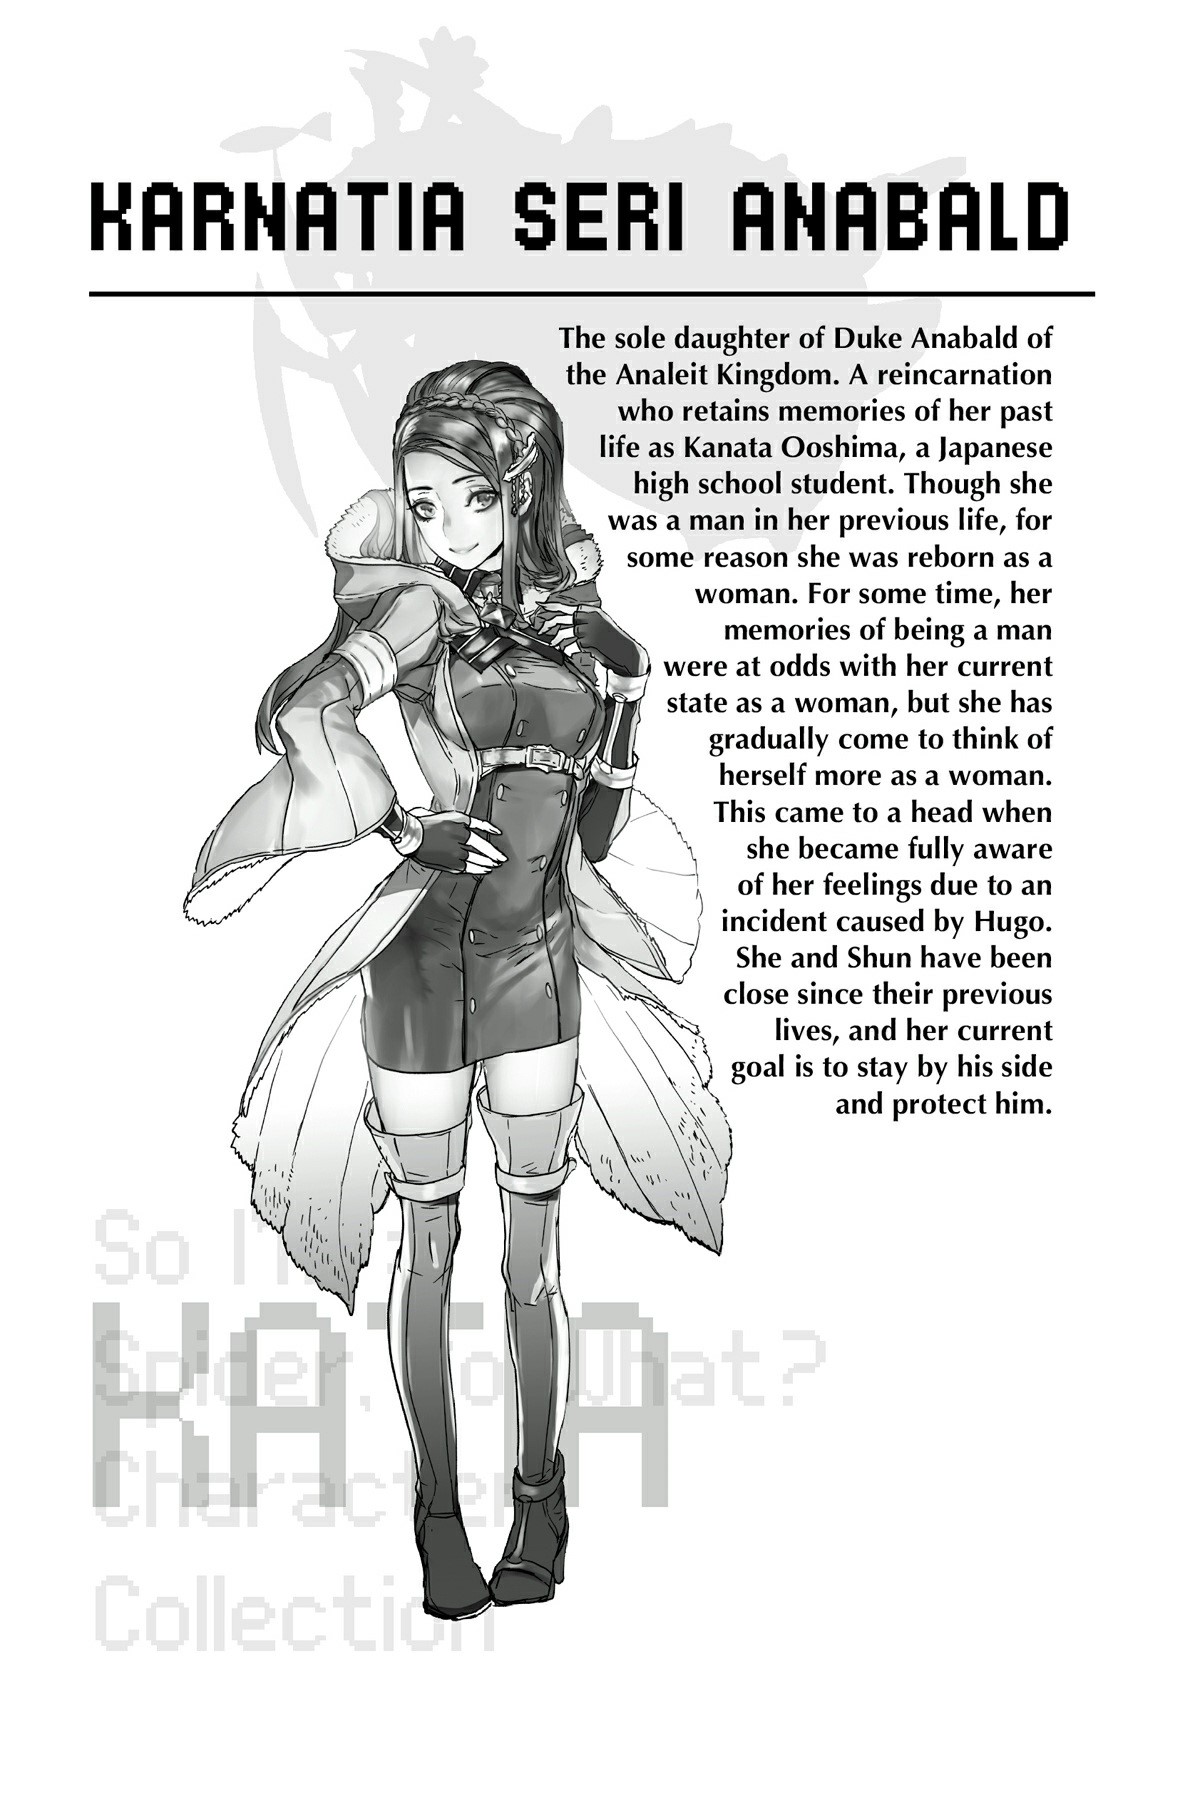 KARNATIA SERI ANABALD
The sole daughter of Duke Anabald of
the Analeit Kingdom. A reincarnation
who retains memories of her past
life as Kanata Ooshima, a Japanese
high school student. Though she
was a man in her previous life, for
some reason she was reborn as a
woman. For some time, her
memories of being a man
were at odds with her current
state as a woman, but she has
gradually come to think of
herself more as a woman.
This came to a head when
she became fully aware
of her feelings due to an
incident caused by Hugo.
She and Shun have been
close since their previous
lives, and her current
goal is to stay by his side
and protect him.
So I'm a
KATIA
Spider, So What?
Character
Collection